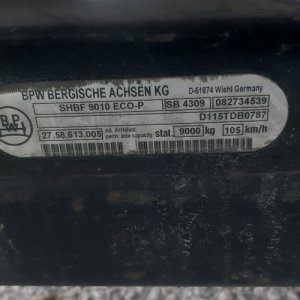 BPW BERGISCHE ACHSEN KG D-51674 Wiehl Germany
SHBF 9010 ECO-P SB 4309 082734539
D115TDB0787
BPW
27.58.613.005 zul. Achslast perm. axle capacity stat. 9000 kg 105 km/h